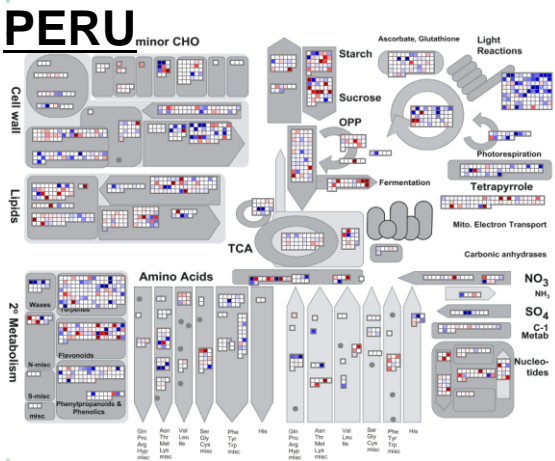 PERU
minor CHO
Ascorbate, Glutathione
Light
Reactions
Starch
Cell wall
Sucrose
OPP
Photorespiration
Fermentation
Tetrapyrrole
Lipids
Mito. Electron Transport
TCA
Carbonic anhydrases
Amino Acids
NO3
NH3
SO4
C-1
Metab
2º Metabolism
Waxes
Terpenes
Flavonoids
N-misc
S-misc
misc
Phenylpropanoids &
Phenolics
Nucleo-
tides
Gln
Pro
Arg
Hyp
misc
Asn
Thr
Met
Lys
misc
Val
Leu
Ile
Ser
Gly
Cys
misc
Phe
Tyr
Trp
misc
His
Gln
Pro
Arg
Hyp
misc
Asn
Thr
Met
Lys
misc
Val
Leu
Ile
Ser
Gly
Cys
misc
Phe
Tyr
Trp
misc
His